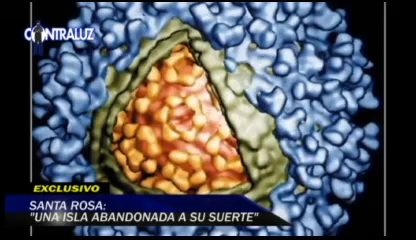 CONTRALUZ
EXCLUSIVO
SANTA ROSA:
"UNA ISLA ABANDONADA A SU SUERTE"